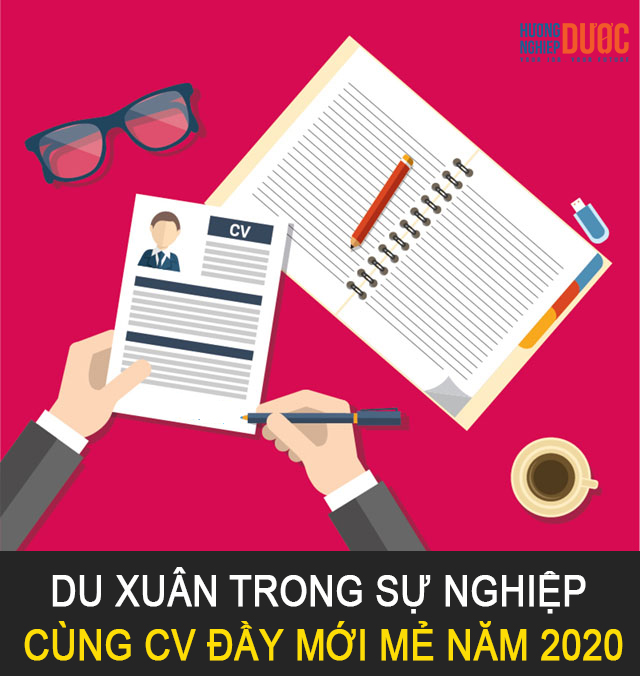 HƯỚNG
NGHIỆP DƯỢC
CV
DU XUÂN TRONG SỰ NGHIỆP
CÙNG CV ĐẦY MỚI MẺ NĂM 2020